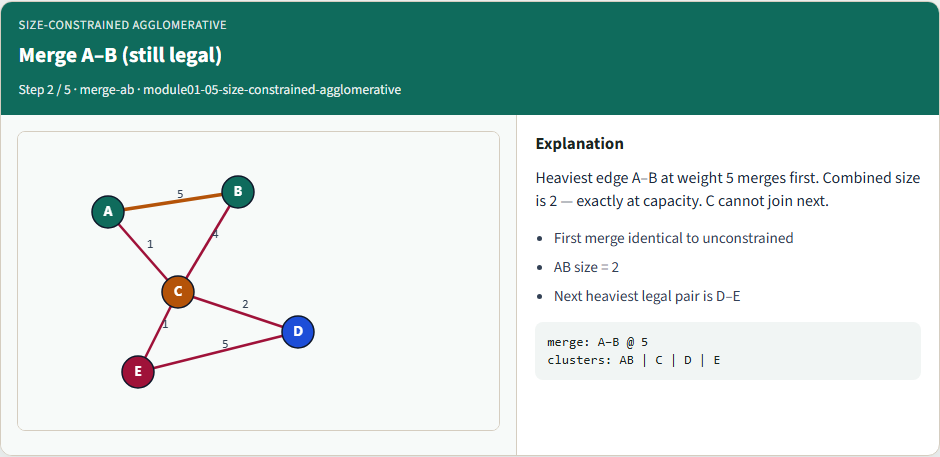 SIZE-CONSTRAINED AGGLOMERATIVE
Merge A–B (still legal)
Step 2 / 5 · merge-ab · module01-05-size-constrained-agglomerative
A
B
C
D
E
5
1
4
2
1
5
Explanation
Heaviest edge A–B at weight 5 merges first. Combined size
is 2 — exactly at capacity. C cannot join next.
• First merge identical to unconstrained
• AB size = 2
• Next heaviest legal pair is D–E
merge: A–B @ 5
clusters: AB | C | D | E